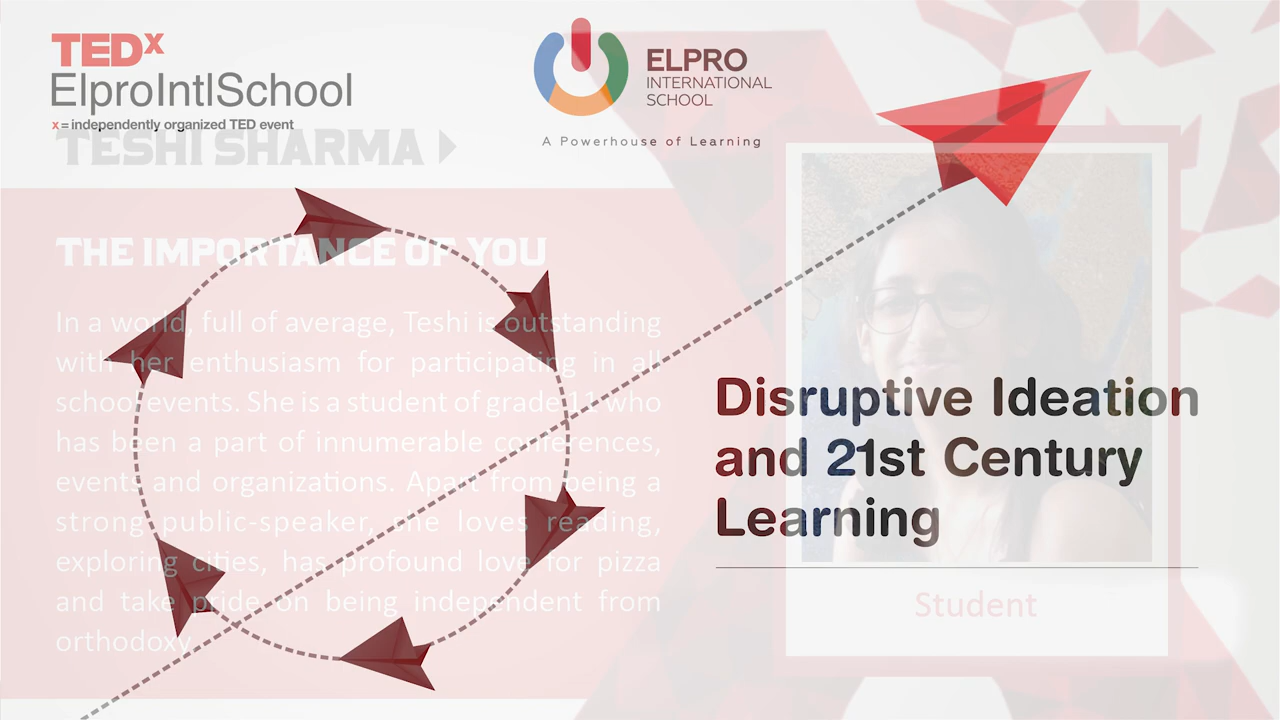 TEDx
ElproIntlSchool
x = independently organized TED event
ELPRO
INTERNATIONAL
SCHOOL
A Powerhouse of Learning
TESHI SHARMA
THE IMPORTANCE OF YOU
In a world, full of average, Teshi is outstanding
with her enthusiasm for participating in all
school events. She is a student of grade 11 who
has been a part of innumerable conferences,
events and organizations. Apart from being a
strong public-speaker, she loves reading,
exploring cities, has profound love for pizza
and take pride on being independent from
orthodoxy.
Disruptive Ideation
and 21st Century
Learning
Student